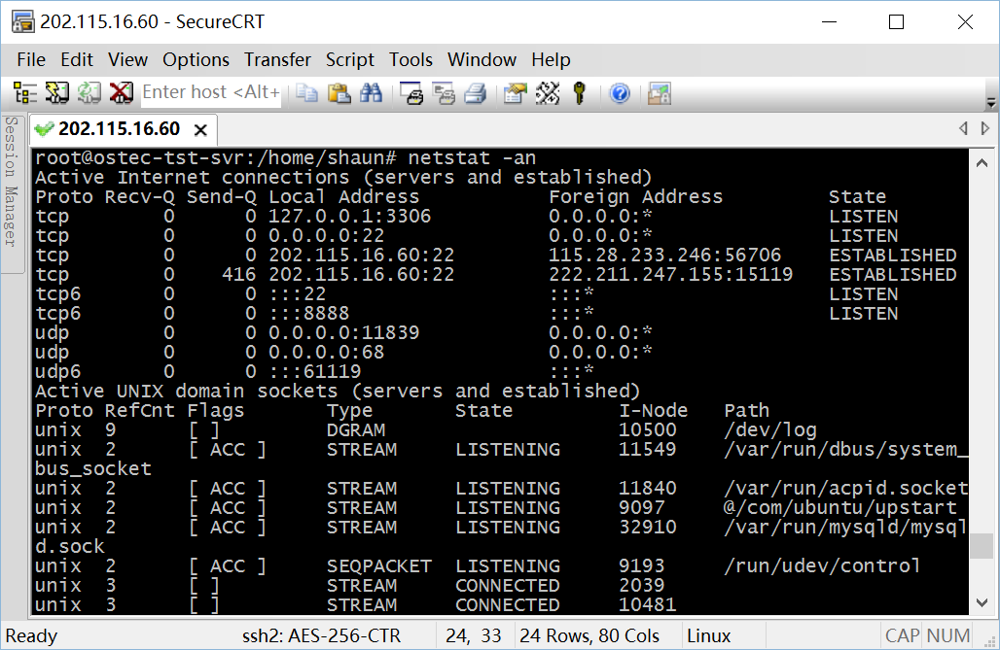 202.115.16.60 - SecureCRT
File Edit View Options Transfer Script Tools Window Help
Enter host <Alt+
Session Manager
202.115.16.60
root@ostec-tst-svr:/home/shaun# netstat -an
Active Internet connections (servers and established)
Proto Recv-Q Send-Q Local Address Foreign Address State
tcp 0 0 127.0.0.1:3306 0.0.0.0:* LISTEN
tcp 0 0 0.0.0.0:22 0.0.0.0:* LISTEN
tcp 0 0 202.115.16.60:22 115.28.233.246:56706 ESTABLISHED
tcp 0 416 202.115.16.60:22 222.211.247.155:15119 ESTABLISHED
tcp6 0 0 :::22 :::* LISTEN
tcp6 0 0 :::8888 :::* LISTEN
udp 0 0 0.0.0.0:11839 0.0.0.0:*
udp 0 0 0.0.0.0:68 0.0.0.0:*
udp6 0 0 :::61119 :::*
Active UNIX domain sockets (servers and established)
Proto RefCnt Flags Type State I-Node Path
unix 9 [ ] DGRAM 10500 /dev/log
unix 2 [ ACC ] STREAM LISTENING 11549 /var/run/dbus/system_
bus_socket
unix 2 [ ACC ] STREAM LISTENING 11840 /var/run/acpid.socket
unix 2 [ ACC ] STREAM LISTENING 9097 @/com/ubuntu/upstart
unix 2 [ ACC ] STREAM LISTENING 32910 /var/run/mysqld/mysql
d.sock
unix 2 [ ACC ] SEQPACKET LISTENING 9193 /run/udev/control
unix 3 [ ] STREAM CONNECTED 2039
unix 3 [ ] STREAM CONNECTED 10481
Ready ssh2: AES-256-CTR 24, 33 24 Rows, 80 Cols Linux CAP NUM